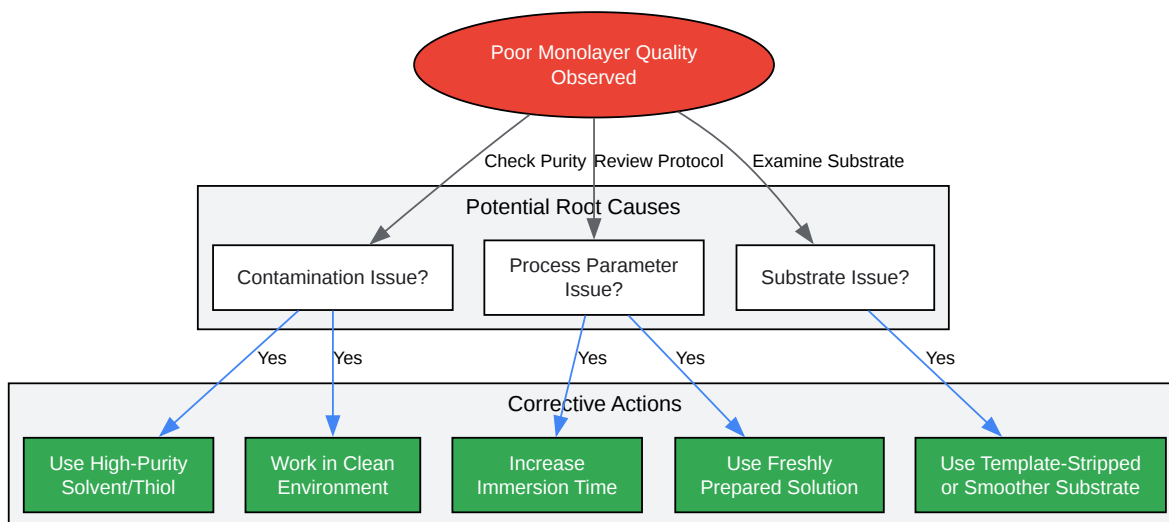 Poor Monolayer Quality
Observed
Check Purity
Review Protocol
Examine Substrate
Potential Root Causes
Contamination Issue?
Process Parameter
Issue?
Substrate Issue?
Yes
Yes
Yes
Yes
Yes
Corrective Actions
Use High-Purity
Solvent/Thiol
Work in Clean
Environment
Increase
Immersion Time
Use Freshly
Prepared Solution
Use Template-Stripped
or Smoother Substrate